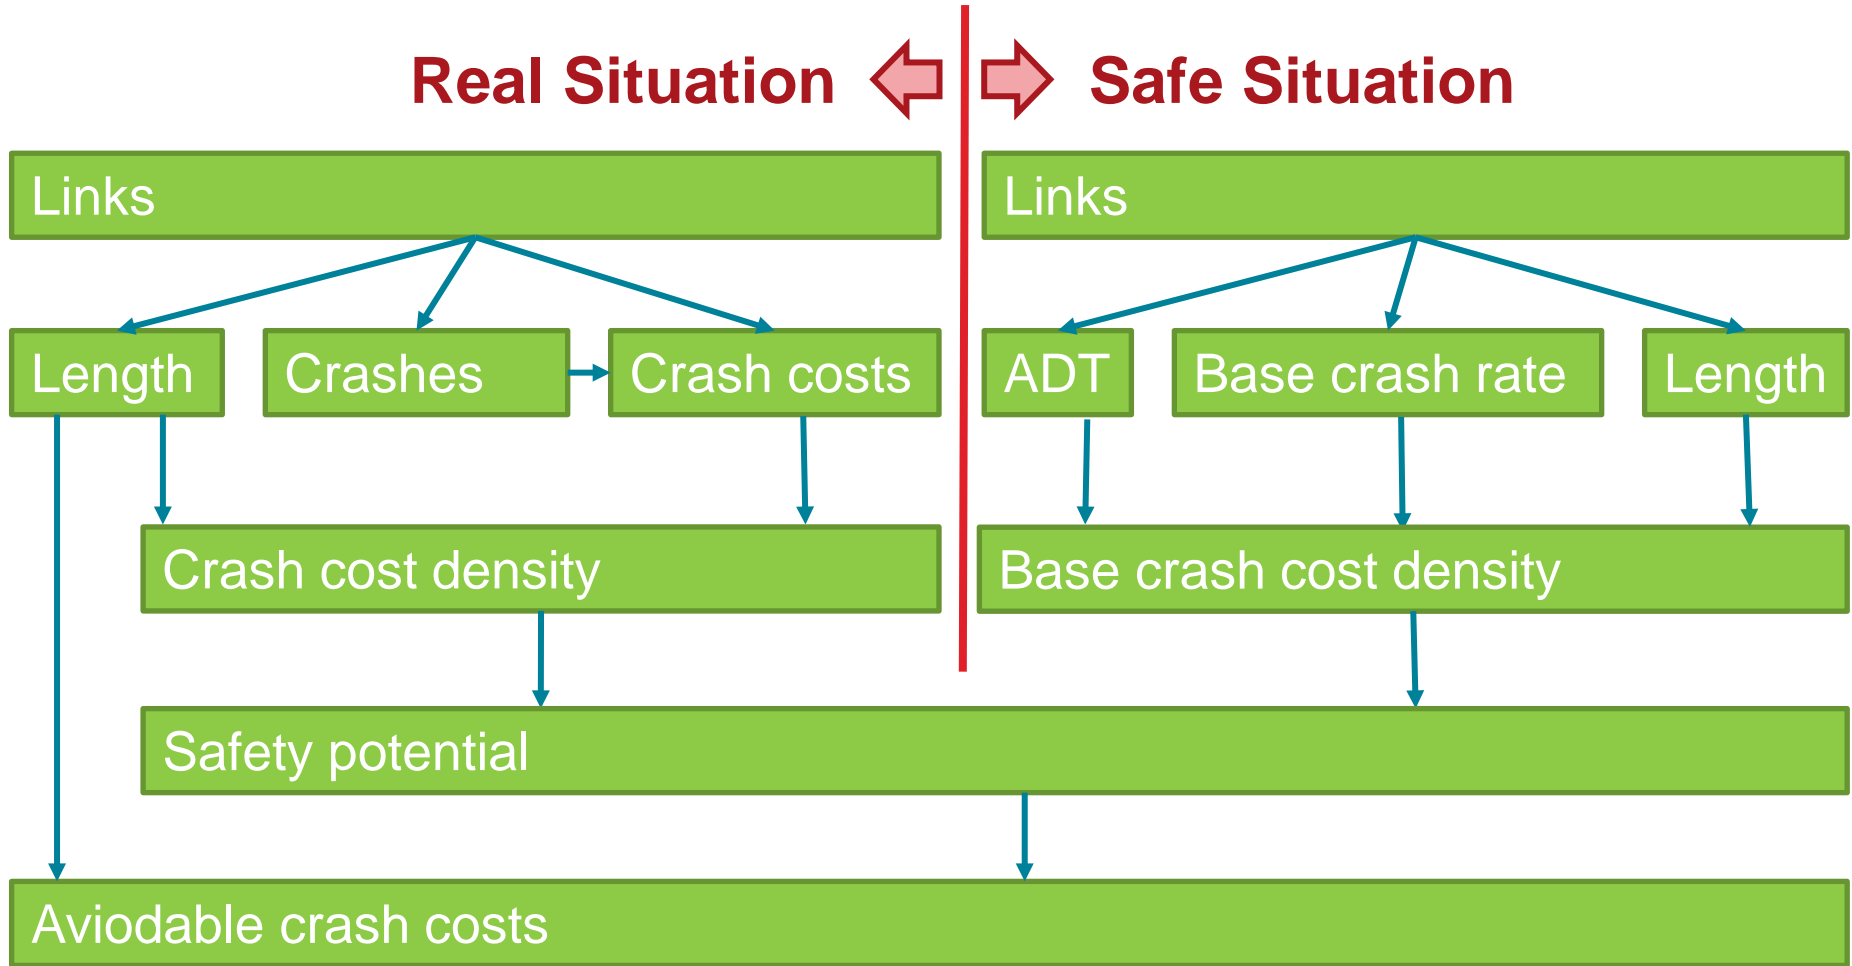 Real Situation
Safe Situation
Links
Links
Length
Crashes
Crash costs
ADT
Base crash rate
Length
Crash cost density
Base crash cost density
Safety potential
Aviodable crash costs